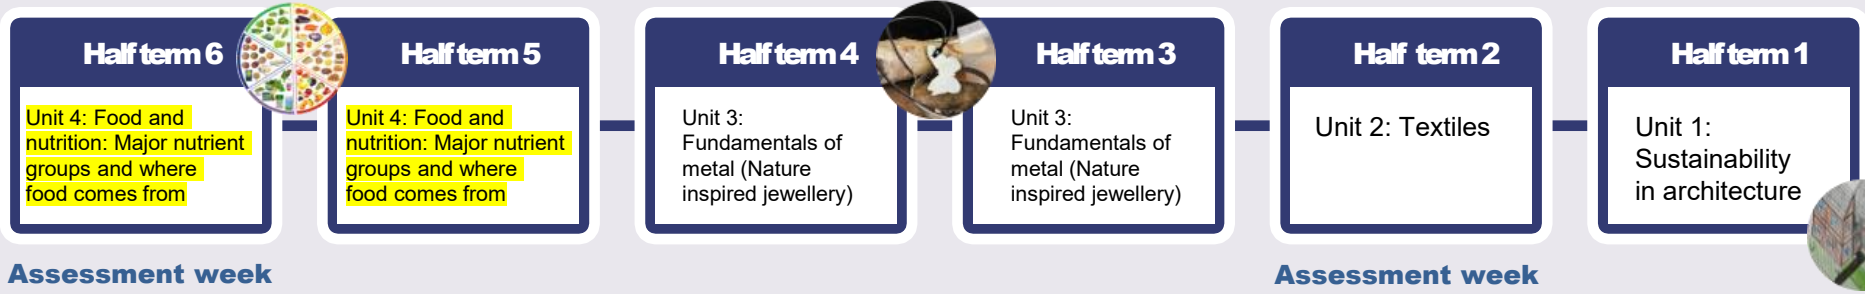 Half term 6
Unit 4: Food and
nutrition: Major nutrient
groups and where
food comes from
Half term 5
Unit 4: Food and
nutrition: Major nutrient
groups and where
food comes from
Half term 4
Unit 3:
Fundamentals of
metal (Nature
inspired jewellery)
Half term 3
Unit 3:
Fundamentals of
metal (Nature
inspired jewellery)
Half term 2
Unit 2: Textiles
Half term 1
Unit 1:
Sustainability
in architecture
Assessment week
Assessment week